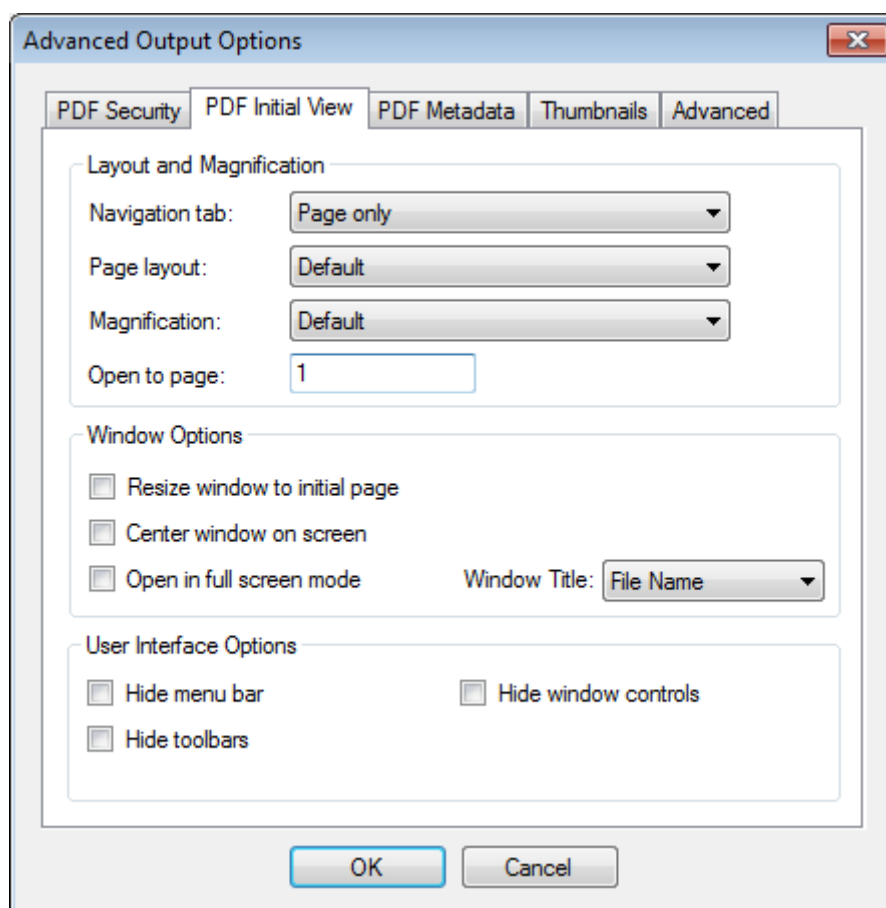 Advanced Output Options
PDF Security PDF Initial View PDF Metadata Thumbnails Advanced
Layout and Magnification
Navigation tab: Page only
Page layout: Default
Magnification: Default
Open to page: 1
Window Options
Resize window to initial page
Center window on screen
Open in full screen mode Window Title: File Name
User Interface Options
Hide menu bar Hide window controls
Hide toolbars
OK Cancel